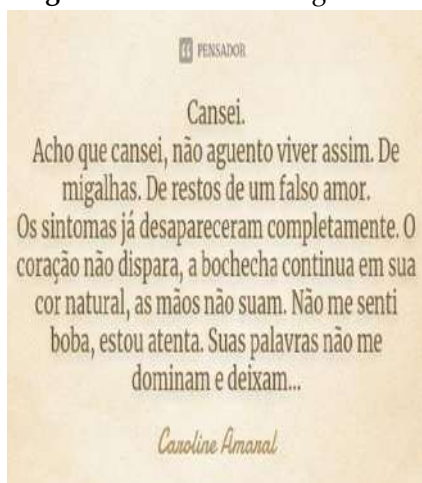 PENSADOR
Cansei.
Acho que cansei, não aguento viver assim. De
migalhas. De restos de um falso amor.
Os sintomas já desapareceram completamente. O
coração não dispara, a bochecha continua em sua
cor natural, as mãos não suam. Não me senti
boba, estou atenta. Suas palavras não me
dominam e deixam...
Caroline Amaral